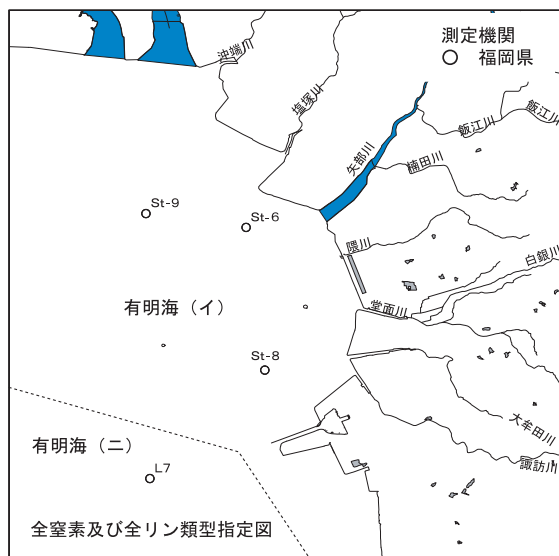 測定機関
○ 福岡県
沖端川
塩塚川
飯江川
飯江川
矢部川
楠田川
St-9
St-6
隈川
白銀川
有明海（イ）
堂面川
St-8
大牟田川
有明海（ニ）
諏訪川
L7
全窒素及び全リン類型指定図